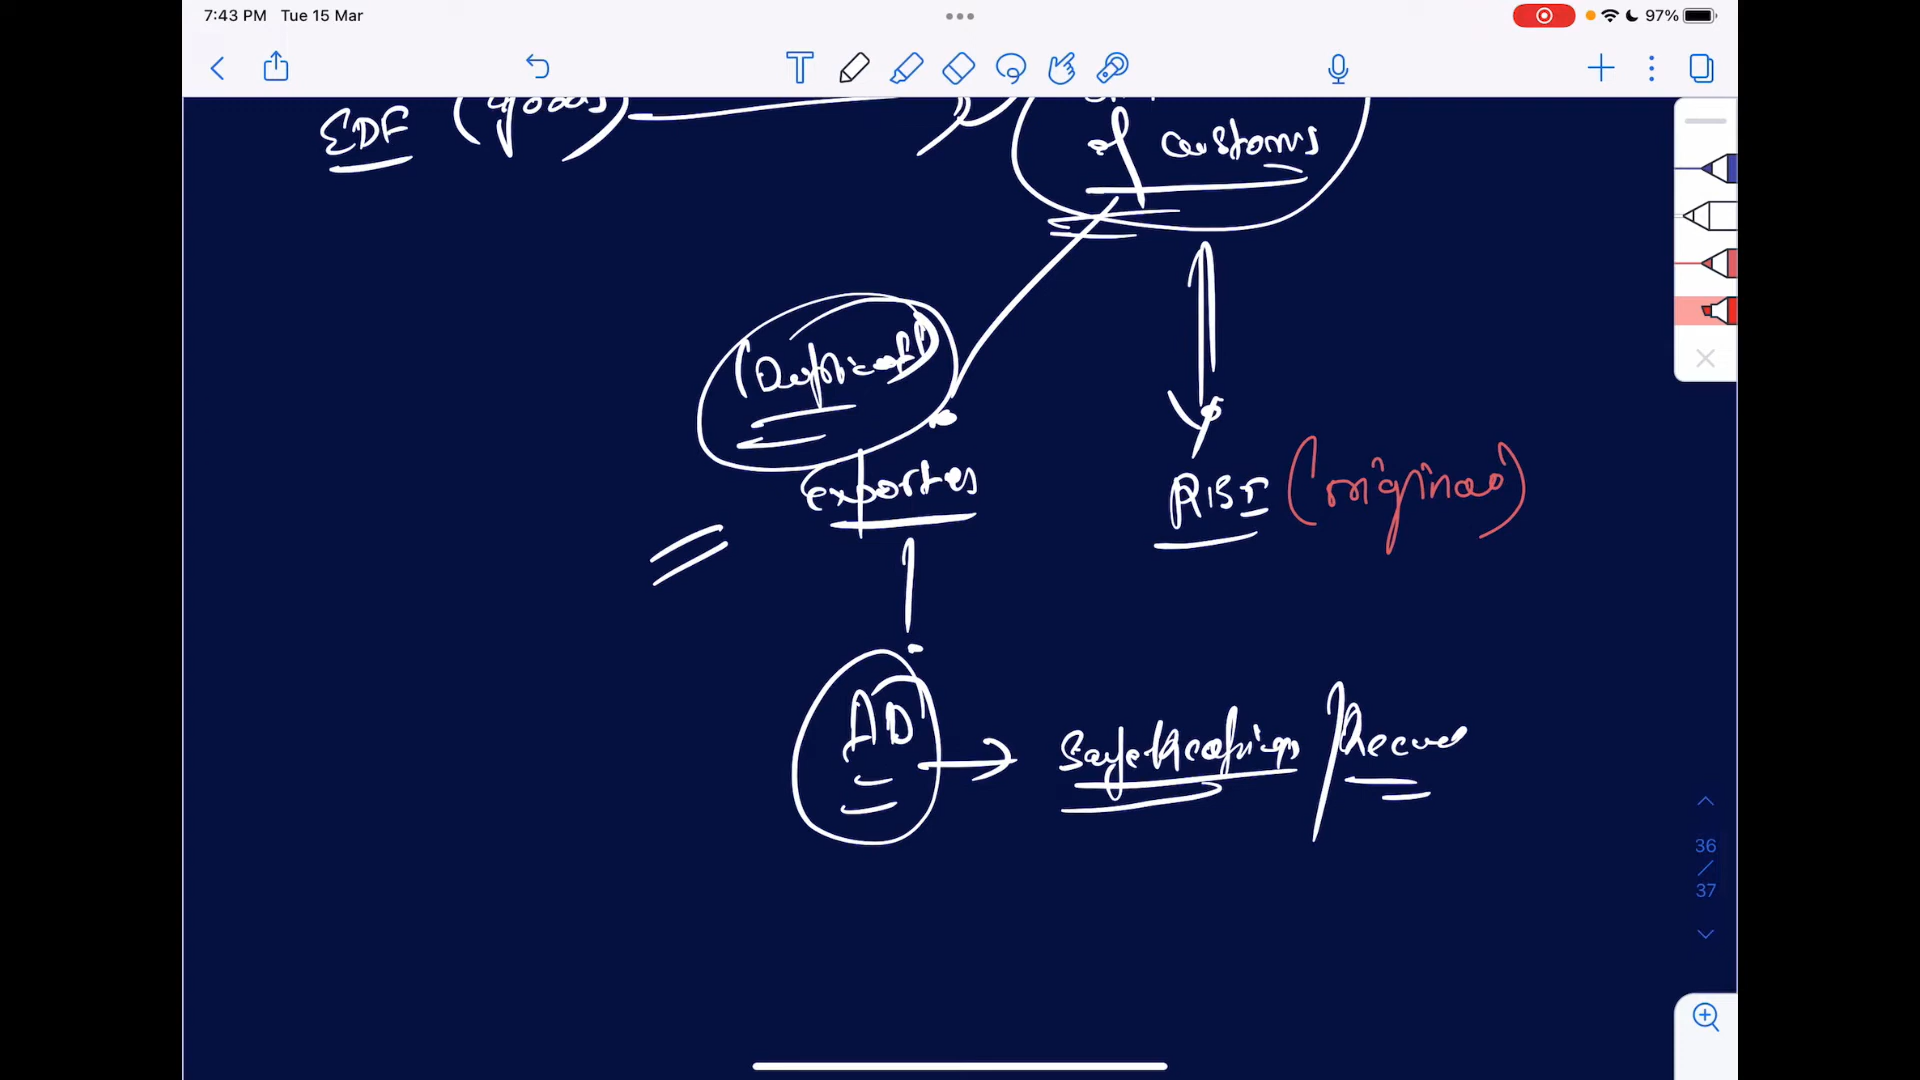 7:43 PM Tue 15 Mar
97%
T
EDF (goods)
of customs
(Duplicate)
exporter
RBI (original)
AD
Safekeeping / Record
36
/
37